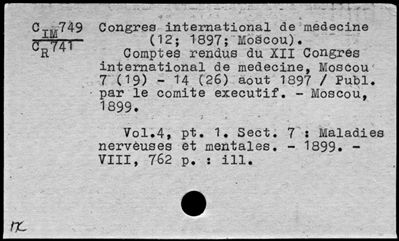 C IM 749 Congres international de medecine
C R 741 (12; 1897; Moscou).
Comptes rendus du XII Congres
international de medecine, Moscou
7 (19) - 14 (26) aout 1897 / Publ.
par le comite executif. - Moscou,
1899.
Vol.4, pt. 1. Sect. 7 : Maladies
nerveuses et mentales. - 1899. -
VIII, 762 p. : ill.